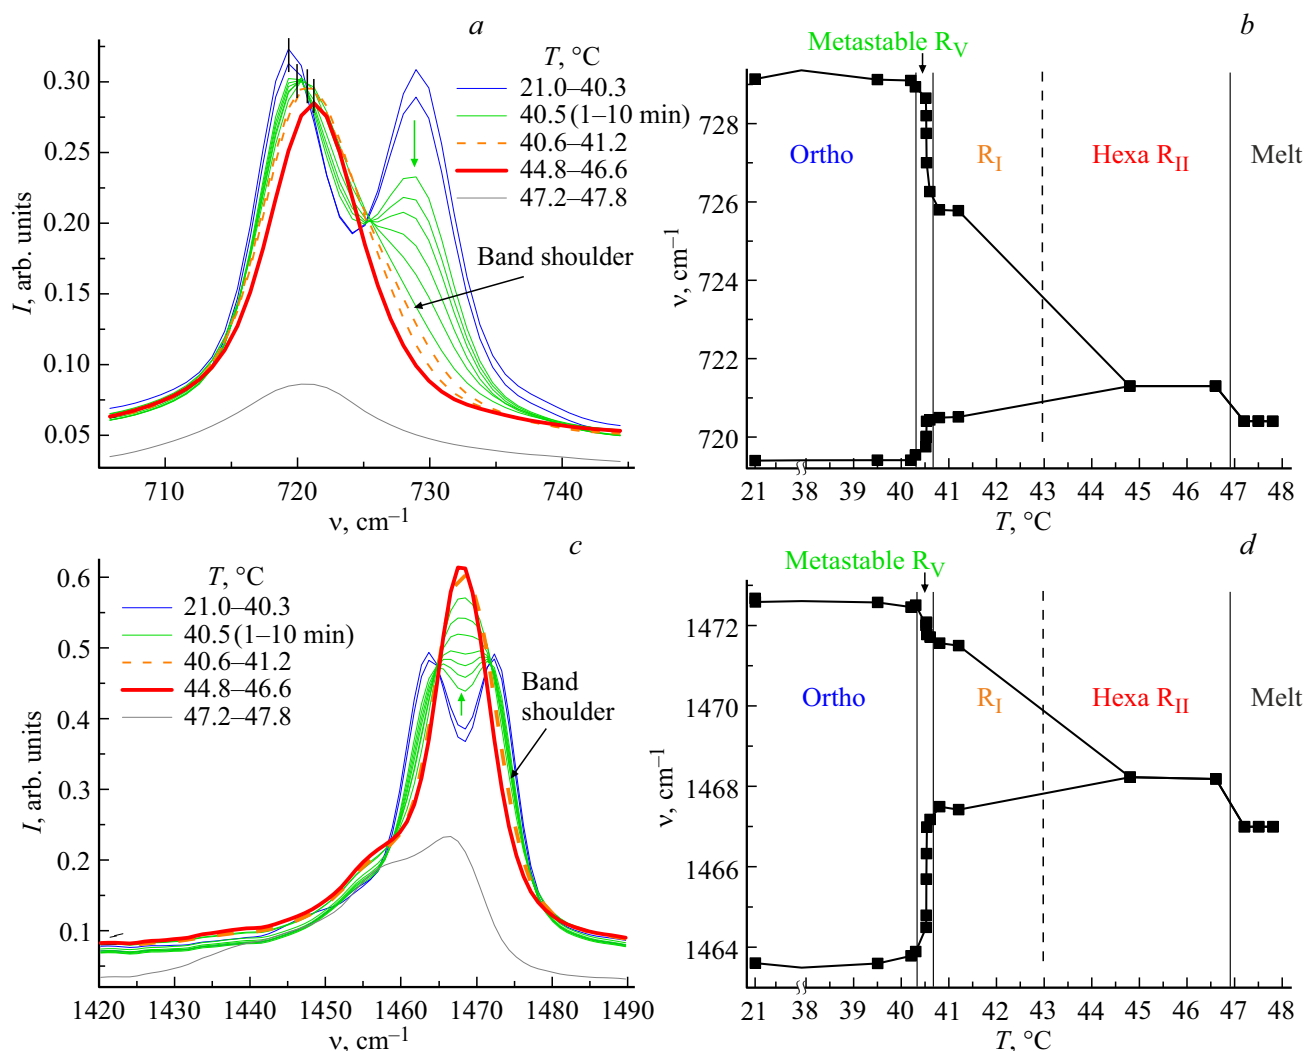 a
T, °C
21.0–40.3
40.5 (1–10 min)
40.6–41.2
44.8–46.6
47.2–47.8
Band shoulder
I, arb. units
0.30
0.25
0.20
0.15
0.10
0.05
710 720 730 740
ν, cm–1
b
Metastable RV
Ortho
RI
Hexa RII
Melt
ν, cm–1
728
726
724
722
720
21 38 39 40 41 42 43 44 45 46 47 48
T, °C
c
T, °C
21.0–40.3
40.5 (1–10 min)
40.6–41.2
44.8–46.6
47.2–47.8
Band
shoulder
I, arb. units
0.6
0.5
0.4
0.3
0.2
0.1
1420 1430 1440 1450 1460 1470 1480 1490
ν, cm–1
d
Metastable RV
Ortho
RI
Hexa RII
Melt
ν, cm–1
1472
1470
1468
1466
1464
21 38 39 40 41 42 43 44 45 46 47 48
T, °C